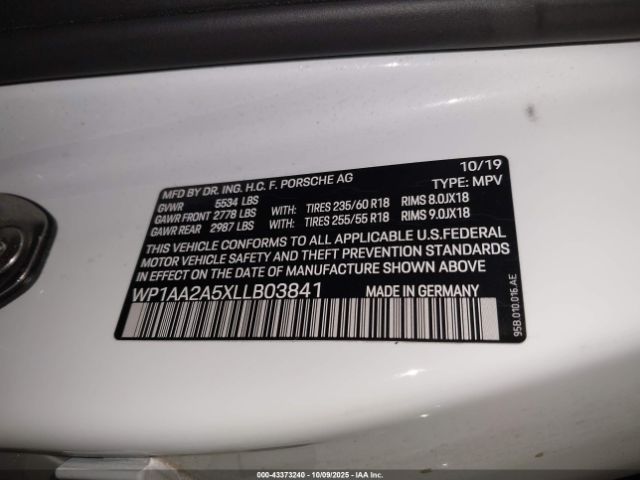 MFD BY DR. ING. H.C. F. PORSCHE AG 10/19
GVWR 5534 LBS TYPE: MPV
GAWR FRONT 2778 LBS WITH: TIRES 235/60 R18 RIMS 8.0JX18
GAWR REAR 2987 LBS WITH: TIRES 255/55 R18 RIMS 9.0JX18
THIS VEHICLE CONFORMS TO ALL APPLICABLE U.S.FEDERAL
MOTOR VEHICLE SAFETY AND THEFT PREVENTION STANDARDS
IN EFFECT ON THE DATE OF MANUFACTURE SHOWN ABOVE
WP1AA2A5XLLB03841 MADE IN GERMANY
95B.010.016.AE
000-43373240 - 10/09/2025 - IAA Inc.